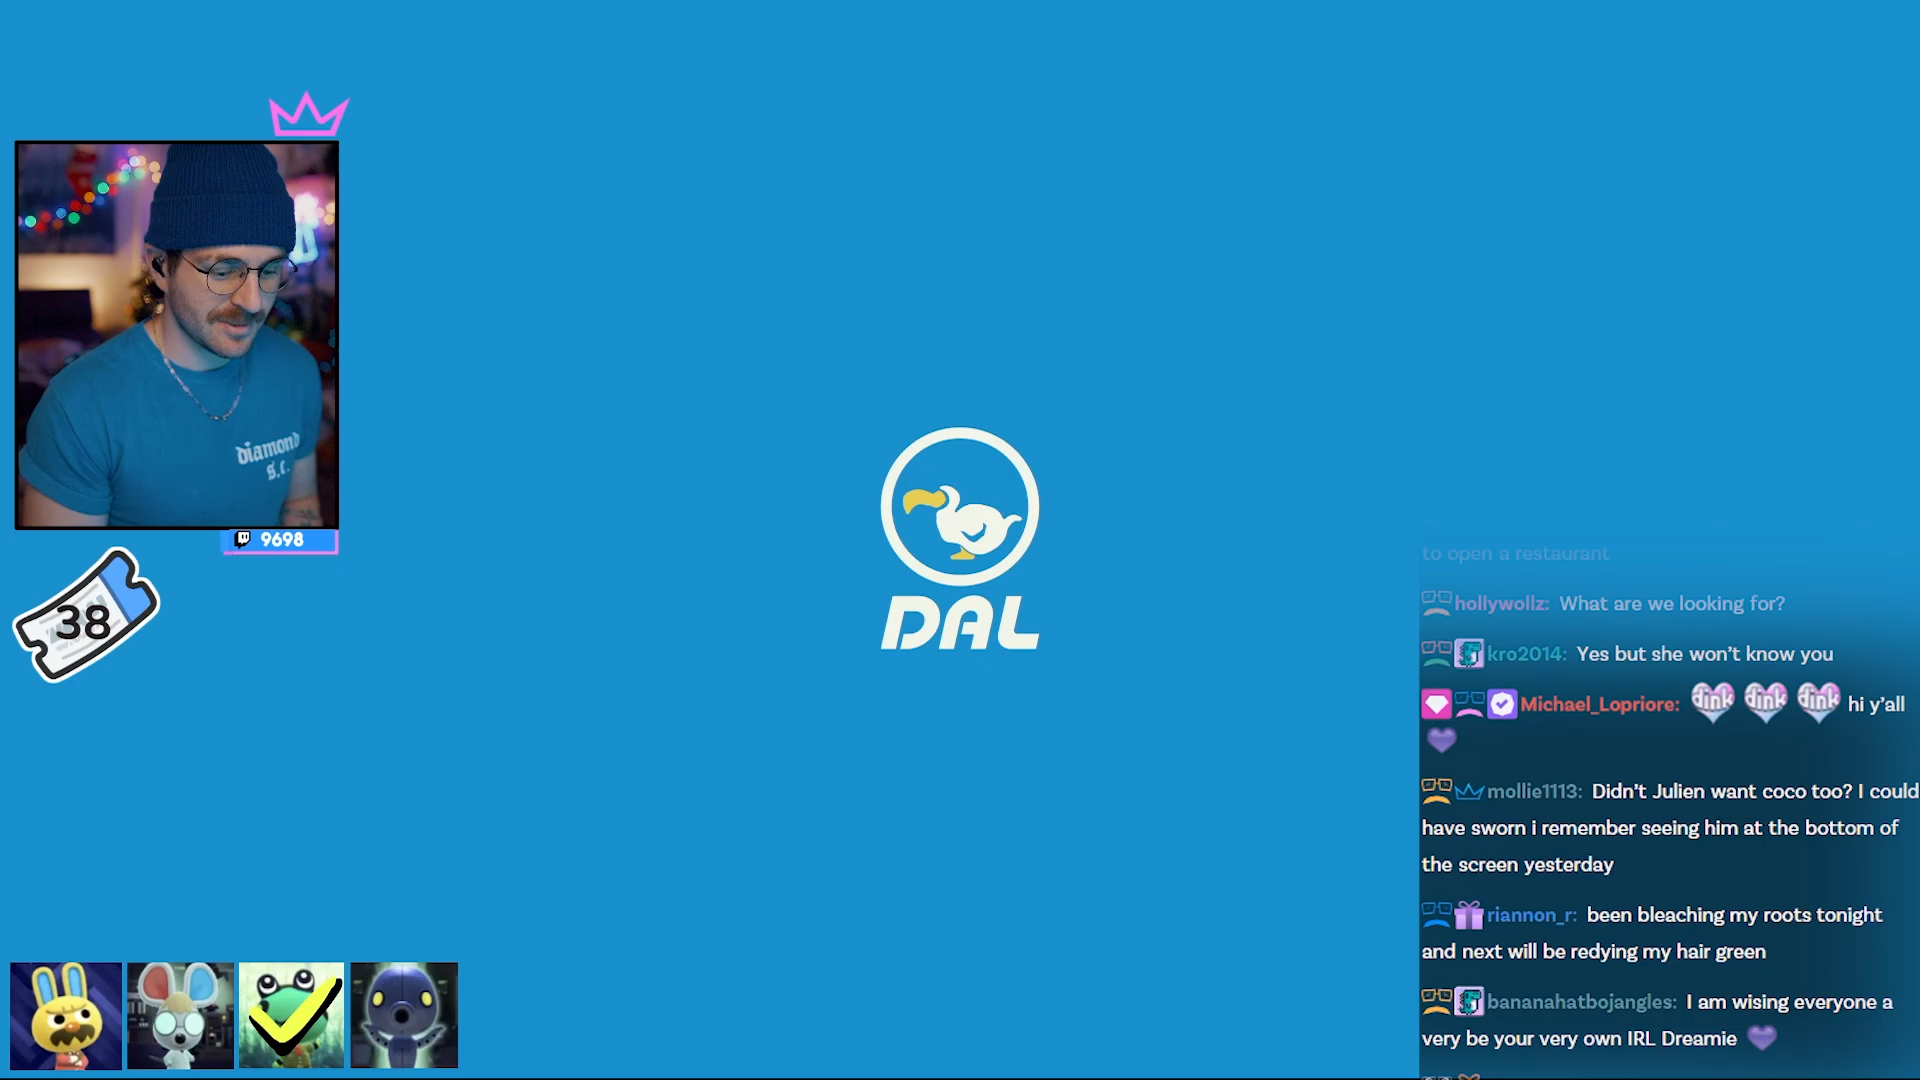 diamond
s.c.
9698
38
DAL
to open a restaurant
hollywollz: What are we looking for?
kro2014: Yes but she won't know you
Michael_Lopriore: dink dink dink hi y'all
mollie1113: Didn't Julien want coco too? I could
have sworn i remember seeing him at the bottom of
the screen yesterday
riannon_r: been bleaching my roots tonight
and next will be redying my hair green
bananahatbojangles: I am wising everyone a
very be your very own IRL Dreamie